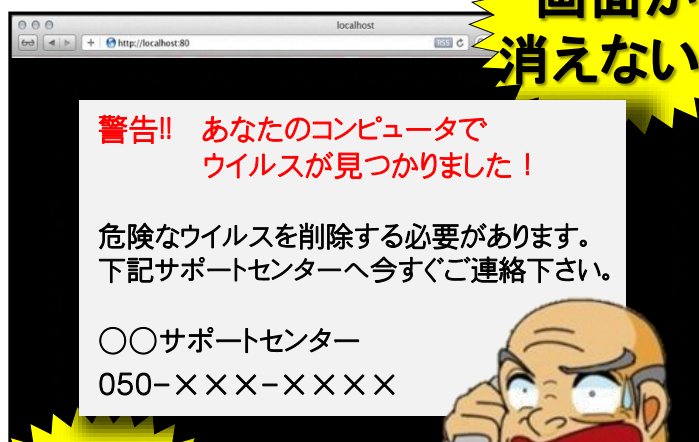 localhost
http://localhost:80
RSS
画面が
消えない
警告!! あなたのコンピュータで
ウイルスが見つかりました！
危険なウイルスを削除する必要があります。
下記サポートセンターへ今すぐご連絡下さい。
○○サポートセンター
050-×××-××××